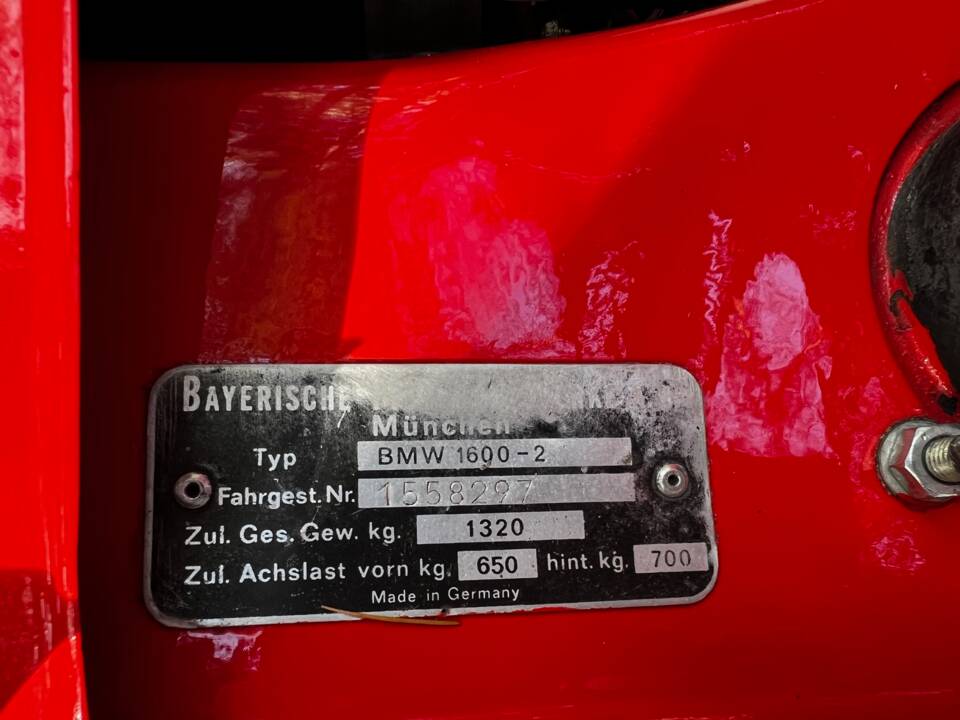 BAYERISCHE
München
Typ BMW 1600-2
Fahrgest. Nr. 1558297
Zul. Ges. Gew. kg. 1320
Zul. Achslast vorn kg. 650 hint. kg. 700
Made in Germany